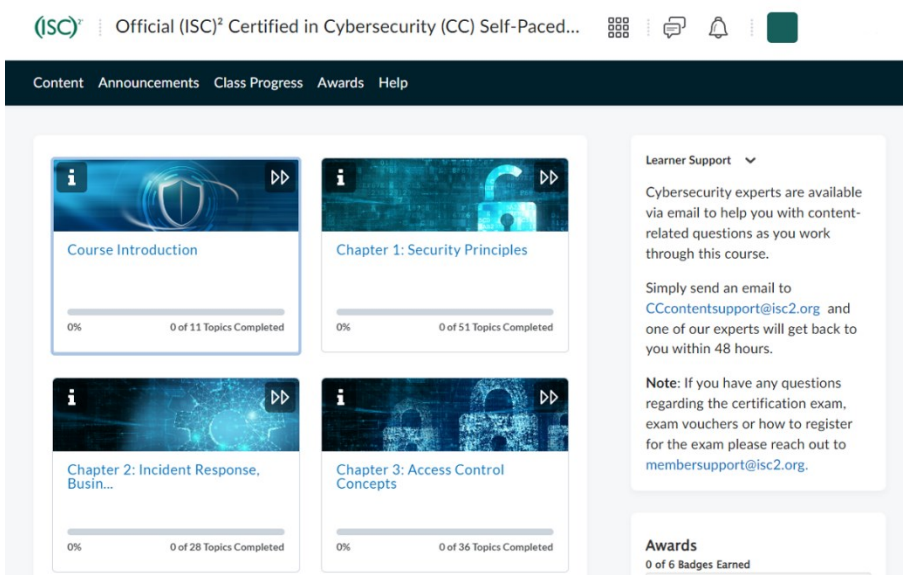 (ISC)² Official (ISC)² Certified in Cybersecurity (CC) Self-Paced...
Content Announcements Class Progress Awards Help
Course Introduction
0% 0 of 11 Topics Completed
Chapter 1: Security Principles
0% 0 of 51 Topics Completed
Chapter 2: Incident Response,
Busin...
0% 0 of 28 Topics Completed
Chapter 3: Access Control
Concepts
0% 0 of 36 Topics Completed
Learner Support
Cybersecurity experts are available
via email to help you with content-
related questions as you work
through this course.
Simply send an email to
CCcontentsupport@isc2.org and
one of our experts will get back to
you within 48 hours.
Note: If you have any questions
regarding the certification exam,
exam vouchers or how to register
for the exam please reach out to
membersupport@isc2.org.
Awards
0 of 6 Badges Earned